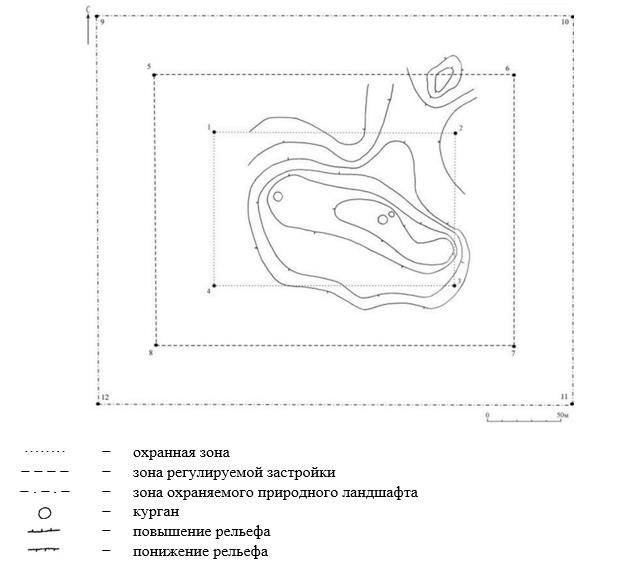 С
9
10
5
6
1
2
4
3
8
7
12
11
0
50м
– охранная зона
– зона регулируемой застройки
– зона охраняемого природного ландшафта
– курган
– повышение рельефа
– понижение рельефа